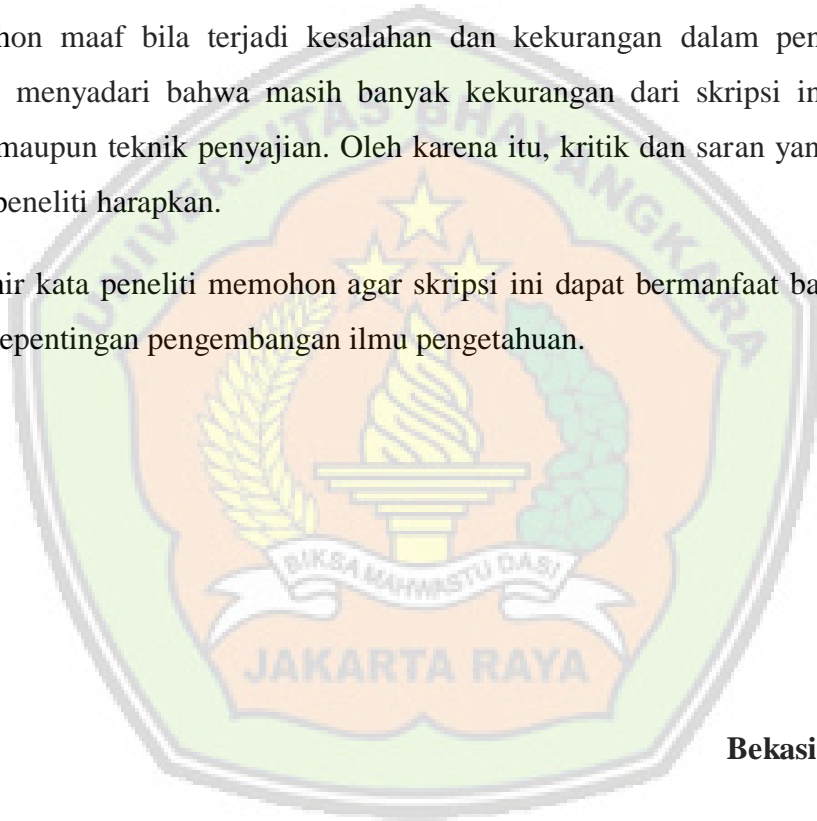 hon maaf bila terjadi kesalahan dan kekurangan dalam pen
menyadari bahwa masih banyak kekurangan dari skripsi in
maupun teknik penyajian. Oleh karena itu, kritik dan saran yan
peneliti harapkan.
hir kata peneliti memohon agar skripsi ini dapat bermanfaat ba
epentingan pengembangan ilmu pengetahuan.
UNIVERSITAS BHAYANGKARA
BIKSA MAHWASTU DASI
JAKARTA RAYA
Bekasi